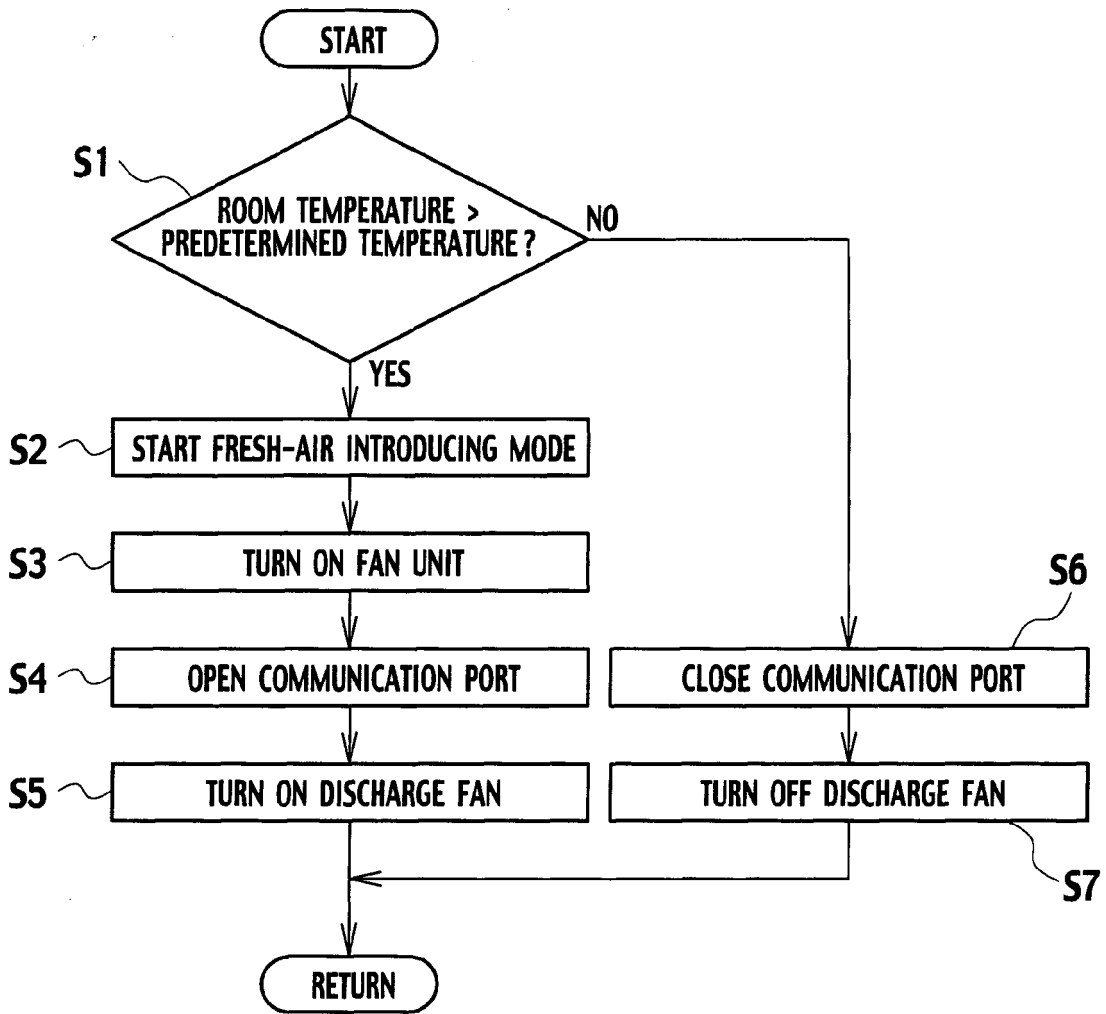 START
S1
ROOM TEMPERATURE >
PREDETERMINED TEMPERATURE?
NO
YES
S2
START FRESH-AIR INTRODUCING MODE
S3
TURN ON FAN UNIT
S6
S4
OPEN COMMUNICATION PORT
CLOSE COMMUNICATION PORT
S5
TURN ON DISCHARGE FAN
TURN OFF DISCHARGE FAN
S7
RETURN